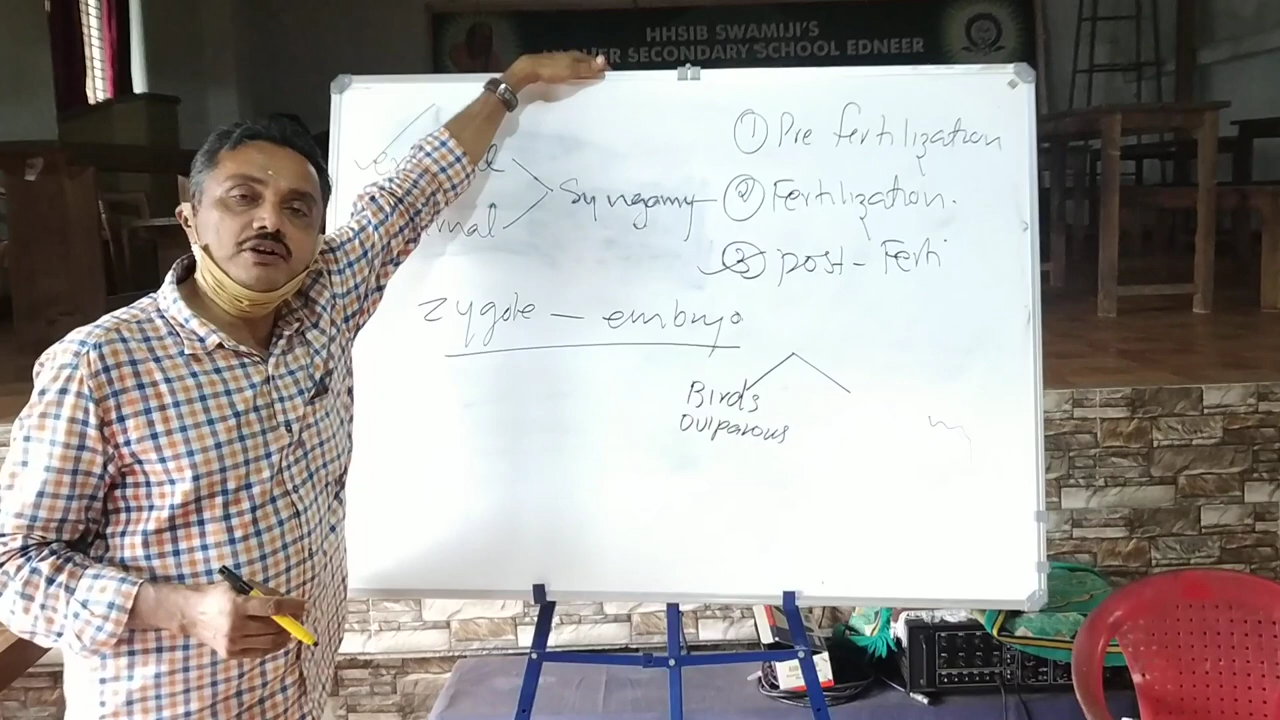 HHSIB SWAMIJI'S
SECONDARY SCHOOL EDNEER
① Pre fertilization
Syngamy
② Fertilization.
③ post-Ferti
Zygote - embryo
Birds
Oviparous